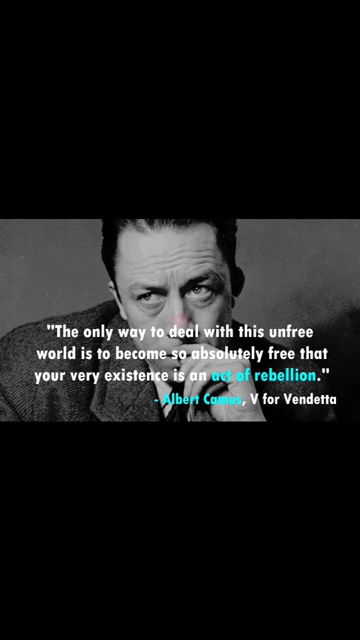 "The only way to deal with this unfree
world is to become so absolutely free that
your very existence is an act of rebellion."
- Albert Camus, V for Vendetta